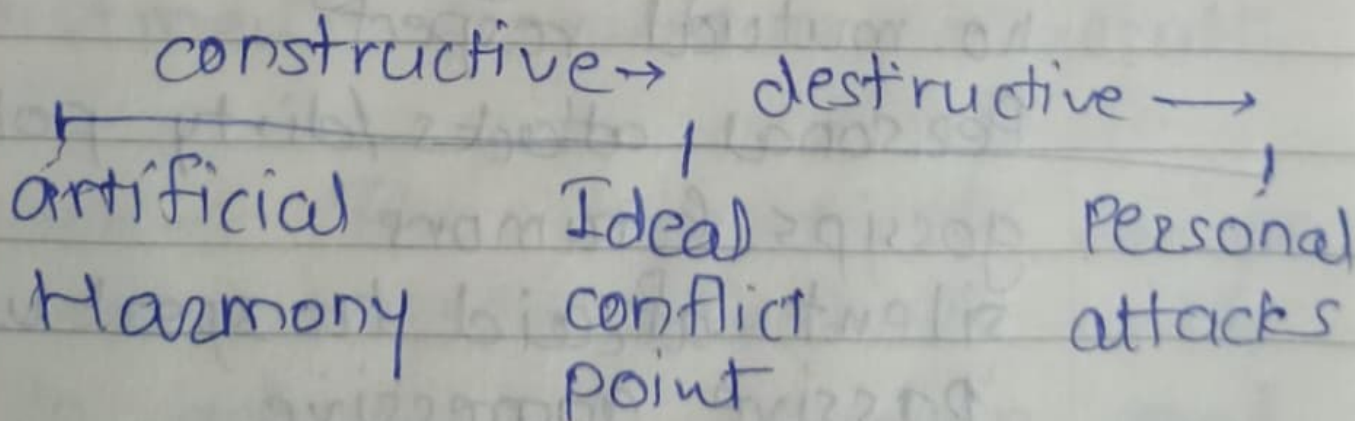 constructive→ destructive →
artificial Ideal Personal
Harmony conflict attacks
point